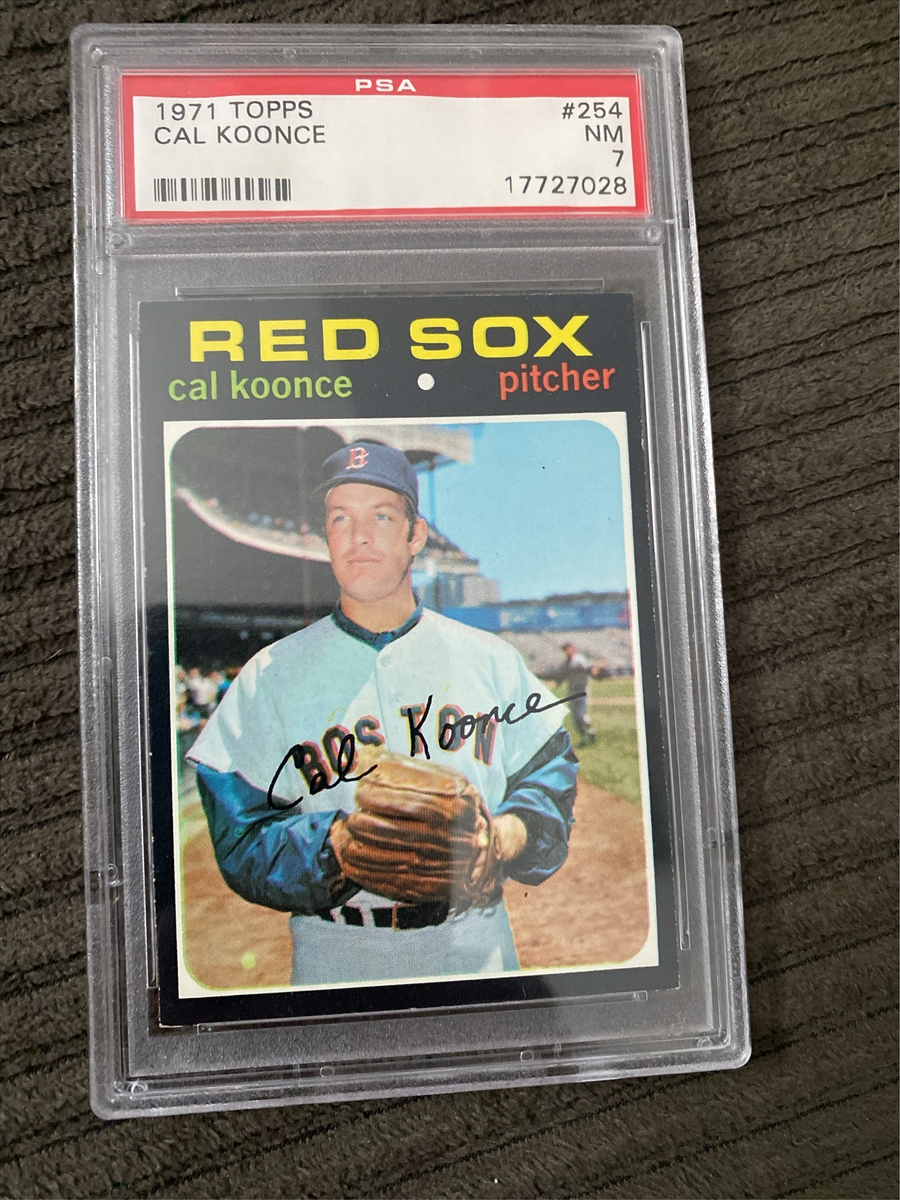 PSA
1971 TOPPS #254
CAL KOONCE NM
7
17727028
RED SOX
cal koonce pitcher
B
BOSTON
Cal Koonce